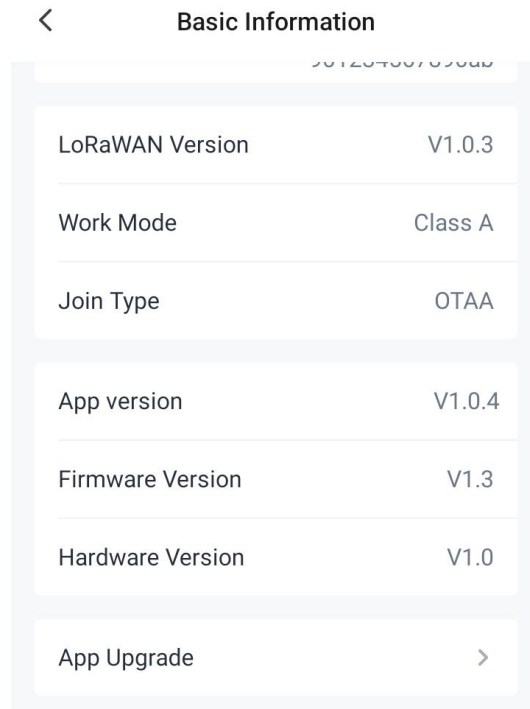 Basic Information
LoRaWAN Version V1.0.3
Work Mode Class A
Join Type OTAA
App version V1.0.4
Firmware Version V1.3
Hardware Version V1.0
App Upgrade